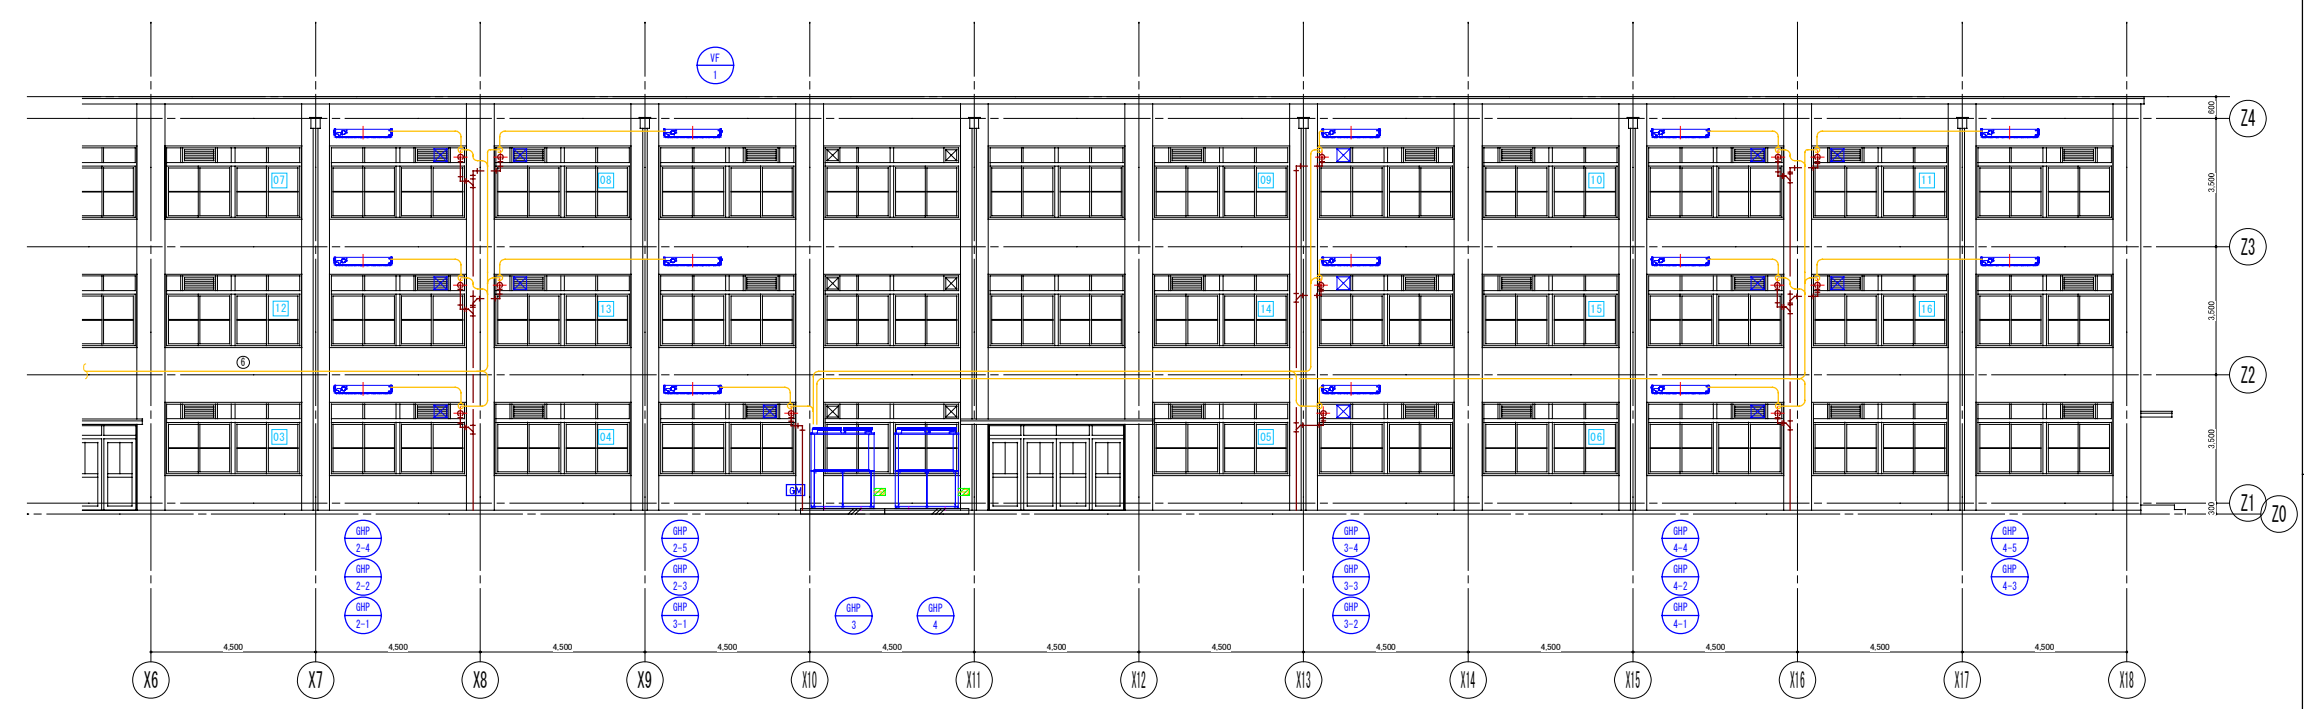 VF
1
600
Z4
07
08
09
10
11
3,500
Z3
12
13
14
15
16
3,500
⑥
Z2
03
04
05
06
3,500
GM
Z1
300
Z0
GHP
2-4
GHP
2-5
GHP
3-4
GHP
4-4
GHP
4-5
GHP
2-2
GHP
2-3
GHP
3-3
GHP
4-2
GHP
4-3
GHP
2-1
GHP
3-1
GHP
3
GHP
4
GHP
3-2
GHP
4-1
4,500 4,500 4,500 4,500 4,500 4,500 4,500 4,500 4,500 4,500 4,500 4,500
X6 X7 X8 X9 X10 X11 X12 X13 X14 X15 X16 X17 X18